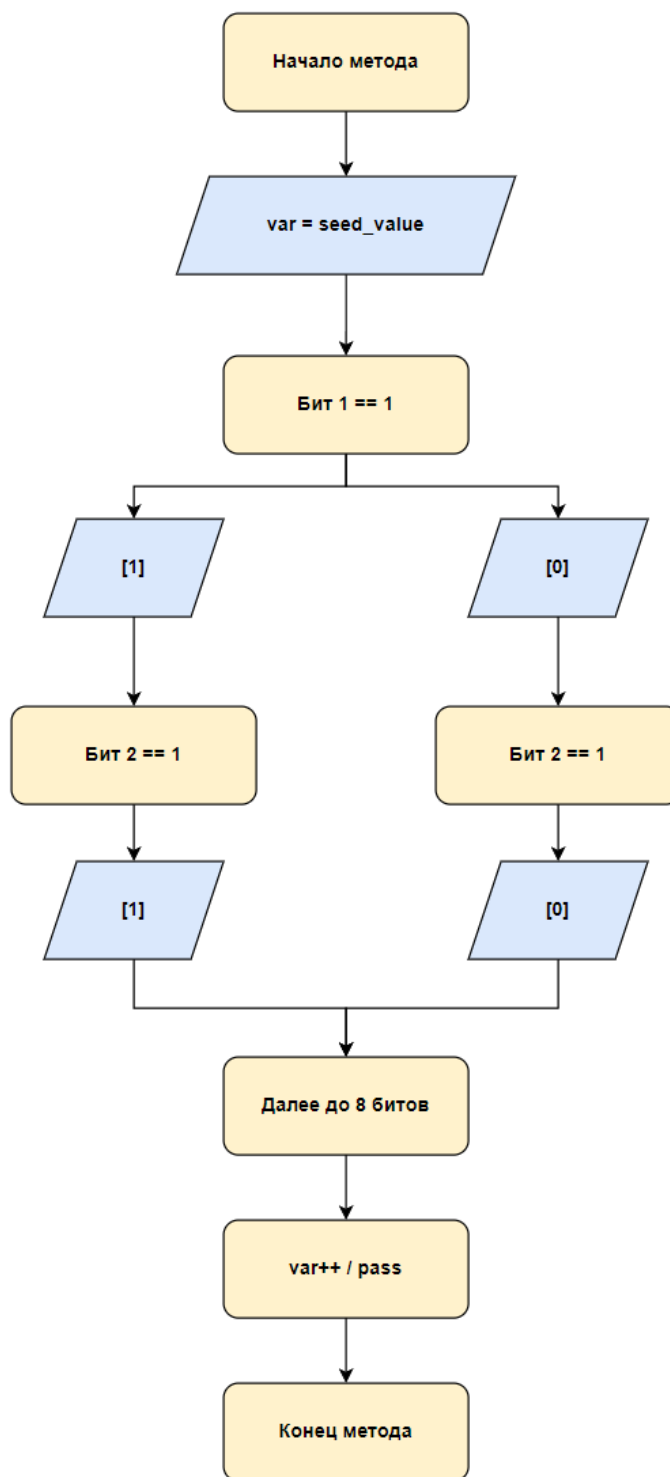 Начало метода
var = seed_value
Бит 1 == 1
[1]
[0]
Бит 2 == 1
Бит 2 == 1
[1]
[0]
Далее до 8 битов
var++ / pass
Конец метода